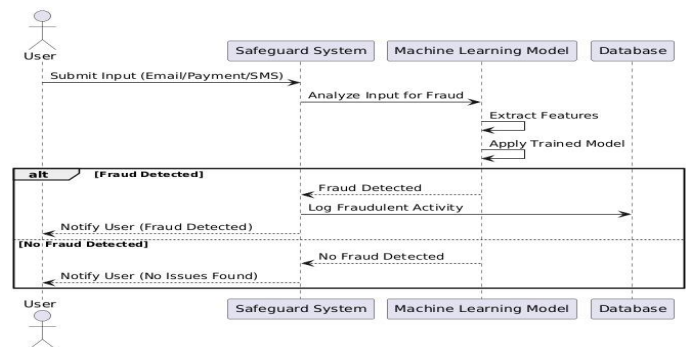 User
Safeguard System
Machine Learning Model
Database
Submit Input (Email/Payment/SMS)
Analyze Input for Fraud
Extract Features
Apply Trained Model
alt
[Fraud Detected]
Fraud Detected
Log Fraudulent Activity
Notify User (Fraud Detected)
[No Fraud Detected]
No Fraud Detected
Notify User (No Issues Found)
User
Safeguard System
Machine Learning Model
Database